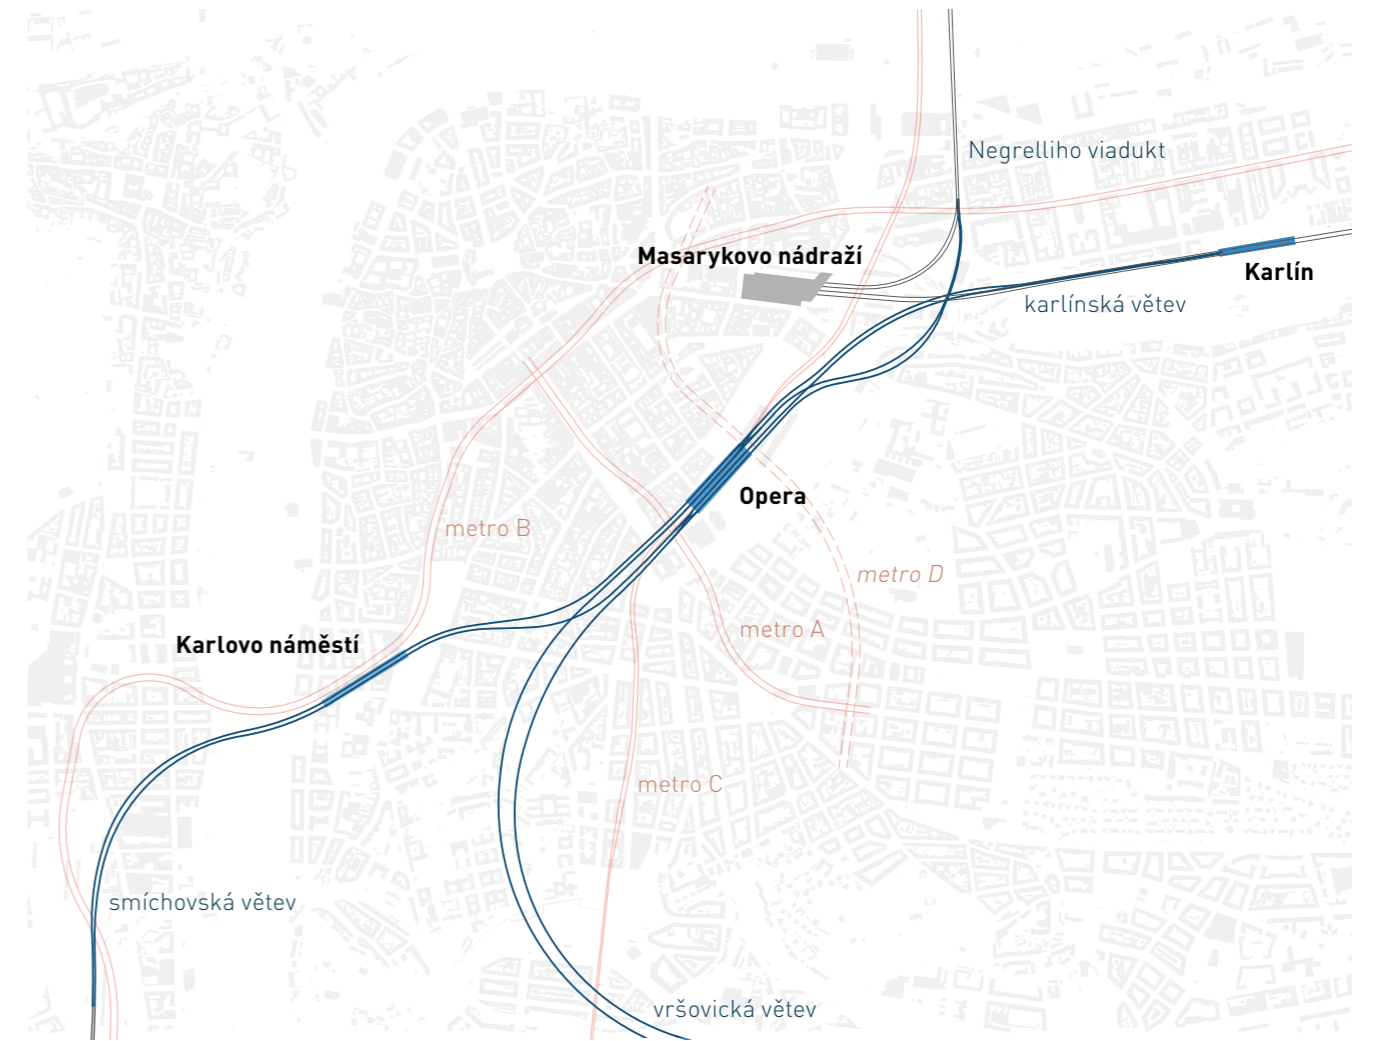 Negrelliho viadukt
Masarykovo nádraží
Karlín
karlínská větev
Opera
metro B
metro D
metro A
Karlovo náměstí
metro C
smíchovská větev
vršovická větev